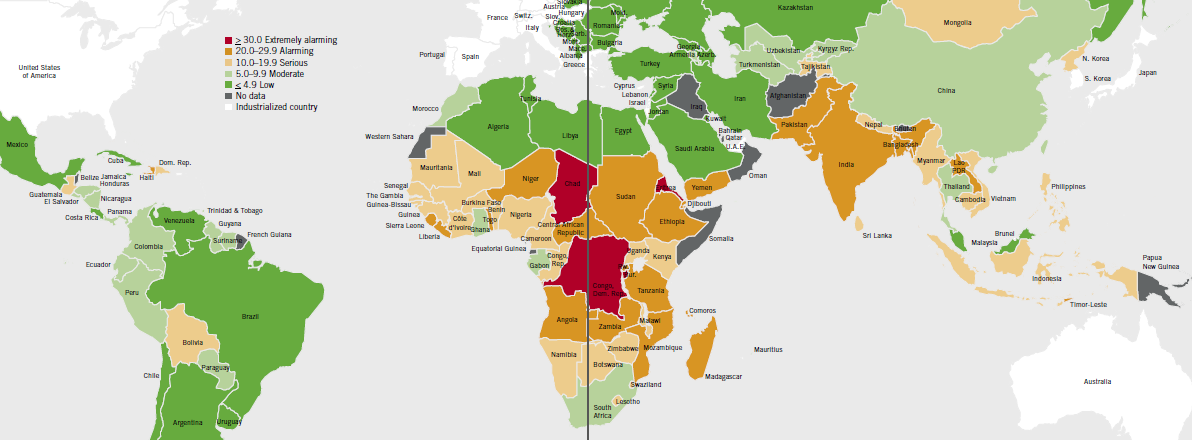 ≥ 30.0 Extremely alarming
20.0–29.9 Alarming
10.0–19.9 Serious
5.0–9.9 Moderate
≤ 4.9 Low
No data
Industrialized country
United States
of America
Mexico
Cuba
Dom. Rep.
Haiti
Belize
Jamaica
Honduras
Guatemala
El Salvador
Nicaragua
Costa Rica
Panama
Trinidad & Tobago
Venezuela
Guyana
Suriname
French Guiana
Colombia
Ecuador
Peru
Brazil
Bolivia
Paraguay
Chile
Argentina
Uruguay
France
Switz.
Austria
Slovakia
Hungary
Slov.
Croatia
Italy
Portugal
Spain
Mold.
Romania
Bulgaria
Mace.
Albania
Greece
Georgia
Armenia
Azerb.
Turkey
Cyprus
Lebanon
Israel
Syria
Jordan
Iraq
Iran
Kuwait
Bahrain
Qatar
U.A.E.
Saudi Arabia
Oman
Yemen
Kazakhstan
Uzbekistan
Kyrgyz Rep.
Turkmenistan
Tajikistan
Afghanistan
Pakistan
India
Nepal
Bhutan
Bangladesh
Sri Lanka
Mongolia
China
N. Korea
S. Korea
Japan
Myanmar
Lao
PDR
Thailand
Cambodia
Vietnam
Philippines
Brunei
Malaysia
Indonesia
Timor-Leste
Papua
New Guinea
Australia
Morocco
Western Sahara
Algeria
Tunisia
Libya
Egypt
Mauritania
Mali
Niger
Chad
Sudan
Eritrea
Djibouti
Ethiopia
Somalia
Senegal
The Gambia
Guinea-Bissau
Guinea
Sierra Leone
Liberia
Côte
d'Ivoire
Burkina Faso
Ghana
Togo
Benin
Nigeria
Cameroon
Central African
Republic
Equatorial Guinea
Gabon
Congo,
Rep.
Congo,
Dem. Rep.
Uganda
Kenya
Rw.
Bur.
Tanzania
Angola
Zambia
Malawi
Mozambique
Comoros
Madagascar
Mauritius
Zimbabwe
Namibia
Botswana
Swaziland
Lesotho
South
Africa